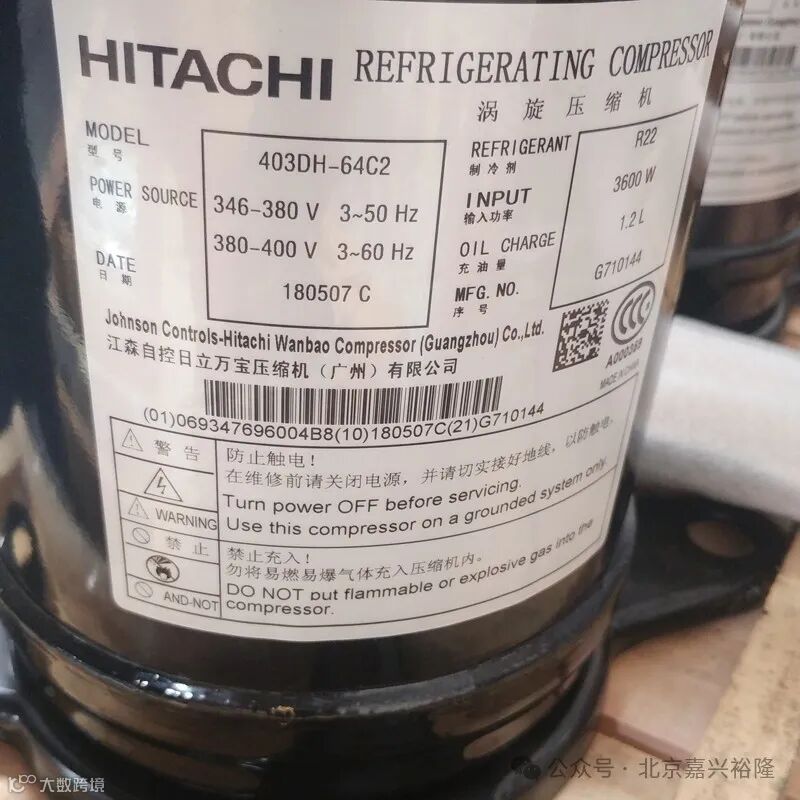 HITACHI REFRIGERATING COMPRESSOR
涡旋压缩机
MODEL 403DH-64C2
型号
POWER SOURCE 346-380 V 3~50 Hz
电源 380-400 V 3~60 Hz
DATE 180507 C
日期
REFRIGERANT R22
制冷剂
INPUT 3600 W
输入功率
OIL CHARGE 1.2 L
充油量
MFG.NO. G710144
序号
Johnson Controls-Hitachi Wanbao Compressor (Guangzhou) Co.,Ltd.
江森自控日立万宝压缩机（广州）有限公司
CCC
A000069
MADE IN CHINA
(01)069347696004B8(10)180507C(21)G710144
警告
WARNING
防止触电！
在维修前请关闭电源，并请切实接好地线，以防触电。
Turn power OFF before servicing.
Use this compressor on a grounded system only.
禁止
AND-NOT
禁止充入！
勿将易燃易爆气体充入压缩机内。
DO NOT put flammable or explosive gas into the
compressor.
公众号·北京嘉兴裕隆
大数跨境